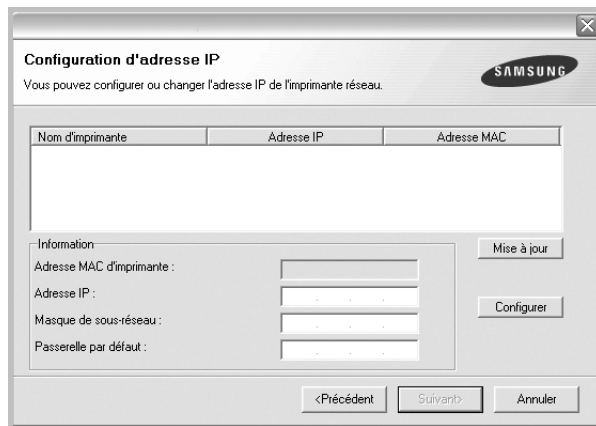 Configuration d'adresse IP
Vous pouvez configurer ou changer l'adresse IP de l'imprimante réseau.
SAMSUNG
Nom d'imprimante Adresse IP Adresse MAC
Information
Mise à jour
Adresse MAC d'imprimante :
Adresse IP :
Configurer
Masque de sous-réseau :
Passerelle par défaut :
<Précédent Suivant> Annuler